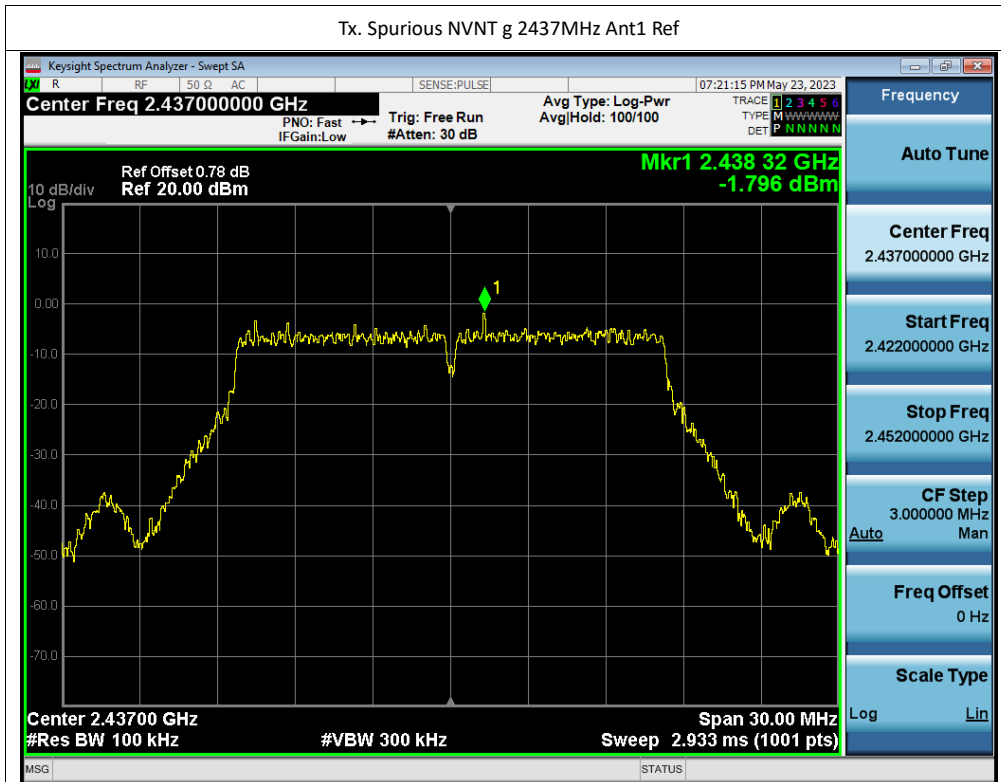 Tx. Spurious NVNT g 2437MHz Ant1 Ref
Keysight Spectrum Analyzer - Swept SA
LXI R RF 50 Ω AC SENSE:PULSE 07:21:15 PM May 23, 2023
Center Freq 2.437000000 GHz
PNO: Fast
IFGain:Low
Trig: Free Run
#Atten: 30 dB
Avg Type: Log-Pwr
Avg|Hold: 100/100
TRACE 1 2 3 4 5 6
TYPE M W W W W W
DET P N N N N N
Mkr1 2.438 32 GHz
-1.796 dBm
Ref Offset 0.78 dB
10 dB/div Ref 20.00 dBm
Log
10.0
0.00
-10.0
-20.0
-30.0
-40.0
-50.0
-60.0
-70.0
1
Center 2.43700 GHz Span 30.00 MHz
#Res BW 100 kHz #VBW 300 kHz Sweep 2.933 ms (1001 pts)
MSG STATUS
Frequency
Auto Tune
Center Freq
2.437000000 GHz
Start Freq
2.422000000 GHz
Stop Freq
2.452000000 GHz
CF Step
3.000000 MHz
Auto Man
Freq Offset
0 Hz
Scale Type
Log Lin